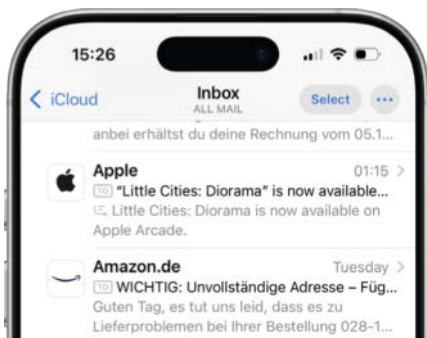 15:26
iCloud
Inbox
Select
ALL MAIL
anbei erhältst du deine Rechnung vom 05.1...
Apple
01:15
TO "Little Cities: Diorama" is now available...
Little Cities: Diorama is now available on
Apple Arcade.
Amazon.de
Tuesday
TO WICHTIG: Unvollständige Adresse – Füg...
Guten Tag, es tut uns leid, dass es zu
Lieferproblemen bei Ihrer Bestellung 028-1...